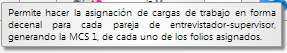 Permite hacer la asignación de cargas de trabajo en forma
decenal para cada pareja de entrevistador-supervisor,
generando la MCS 1, de cada uno de los folios asignados.